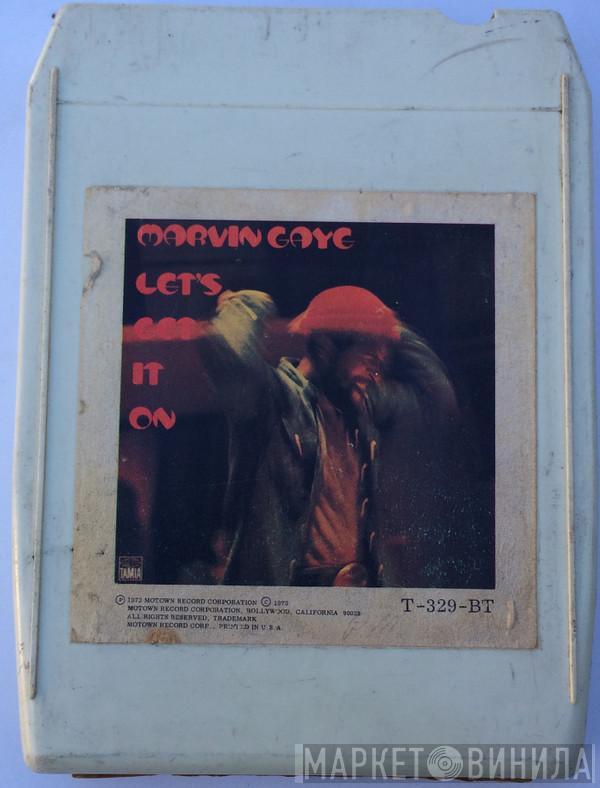 MARVIN GAYE
LET'S
GET
IT
ON
TAMLA
Ⓟ 1973 MOTOWN RECORD CORPORATION Ⓒ 1973
MOTOWN RECORD CORPORATION, HOLLYWOOD, CALIFORNIA 90028
ALL RIGHTS RESERVED, TRADEMARK
MOTOWN RECORD CORP., PRINTED IN U.S.A.
T-329-BT
МАРКЕТ ВИНИЛА